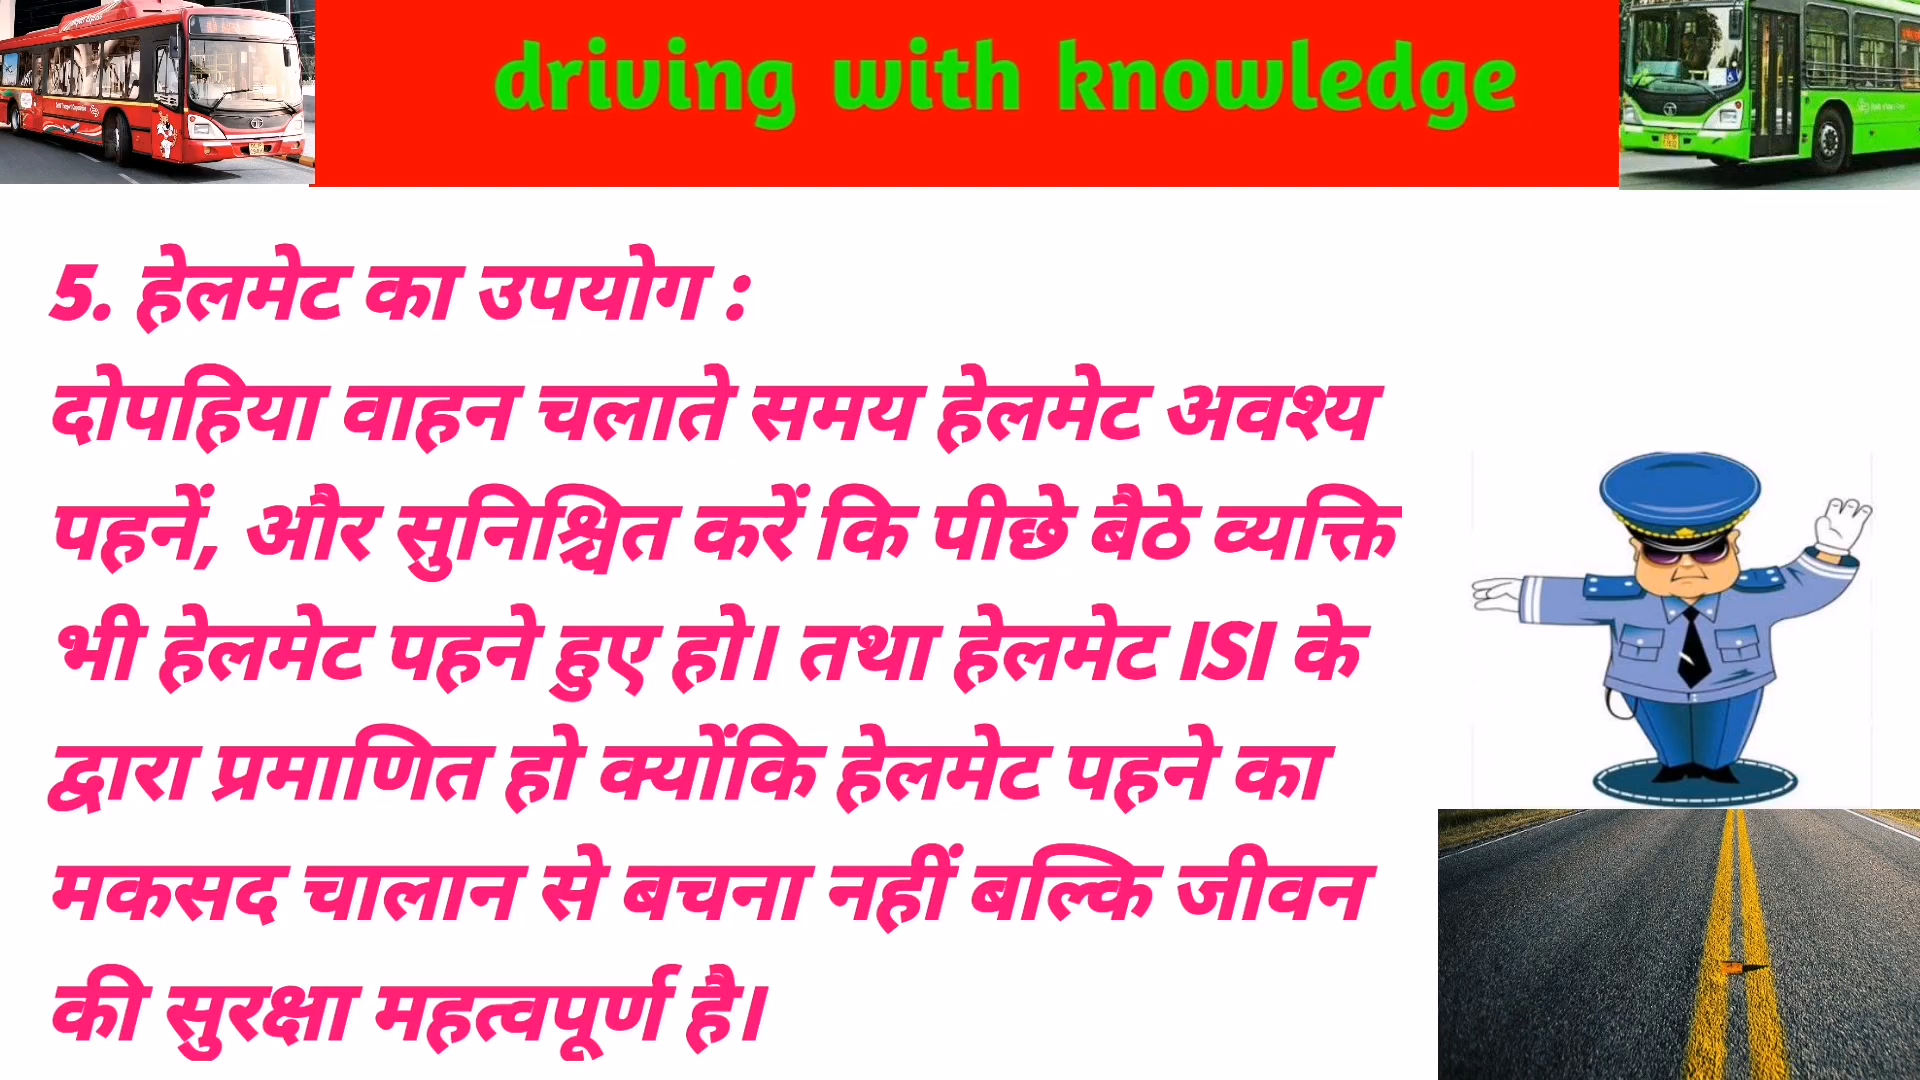 driving with knowledge
5. हेलमेट का उपयोग :
दोपहिया वाहन चलाते समय हेलमेट अवश्य
पहनें, और सुनिश्चित करें कि पीछे बैठे व्यक्ति
भी हेलमेट पहने हुए हो। तथा हेलमेट ISI के
द्वारा प्रमाणित हो क्योंकि हेलमेट पहने का
मकसद चालान से बचना नहीं बल्कि जीवन
की सुरक्षा महत्वपूर्ण है।